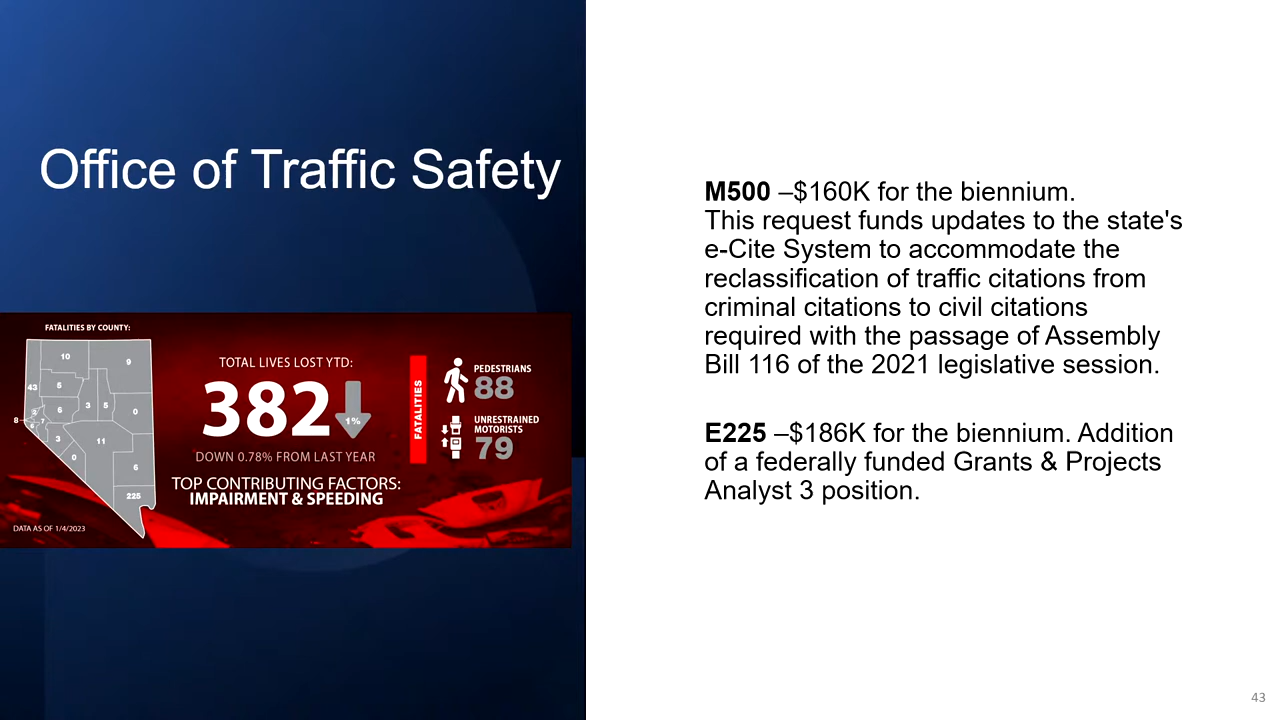 Office of Traffic Safety
FATALITIES BY COUNTY:
10
9
43
5
6
3
5
0
8
7
6
3
11
0
6
225
DATA AS OF 1/4/2023
TOTAL LIVES LOST YTD:
382
1%
DOWN 0.78% FROM LAST YEAR
TOP CONTRIBUTING FACTORS:
IMPAIRMENT & SPEEDING
FATALITIES
PEDESTRIANS
88
UNRESTRAINED
MOTORISTS
79
M500 –$160K for the biennium.
This request funds updates to the state's
e-Cite System to accommodate the
reclassification of traffic citations from
criminal citations to civil citations
required with the passage of Assembly
Bill 116 of the 2021 legislative session.
E225 –$186K for the biennium. Addition
of a federally funded Grants & Projects
Analyst 3 position.
43